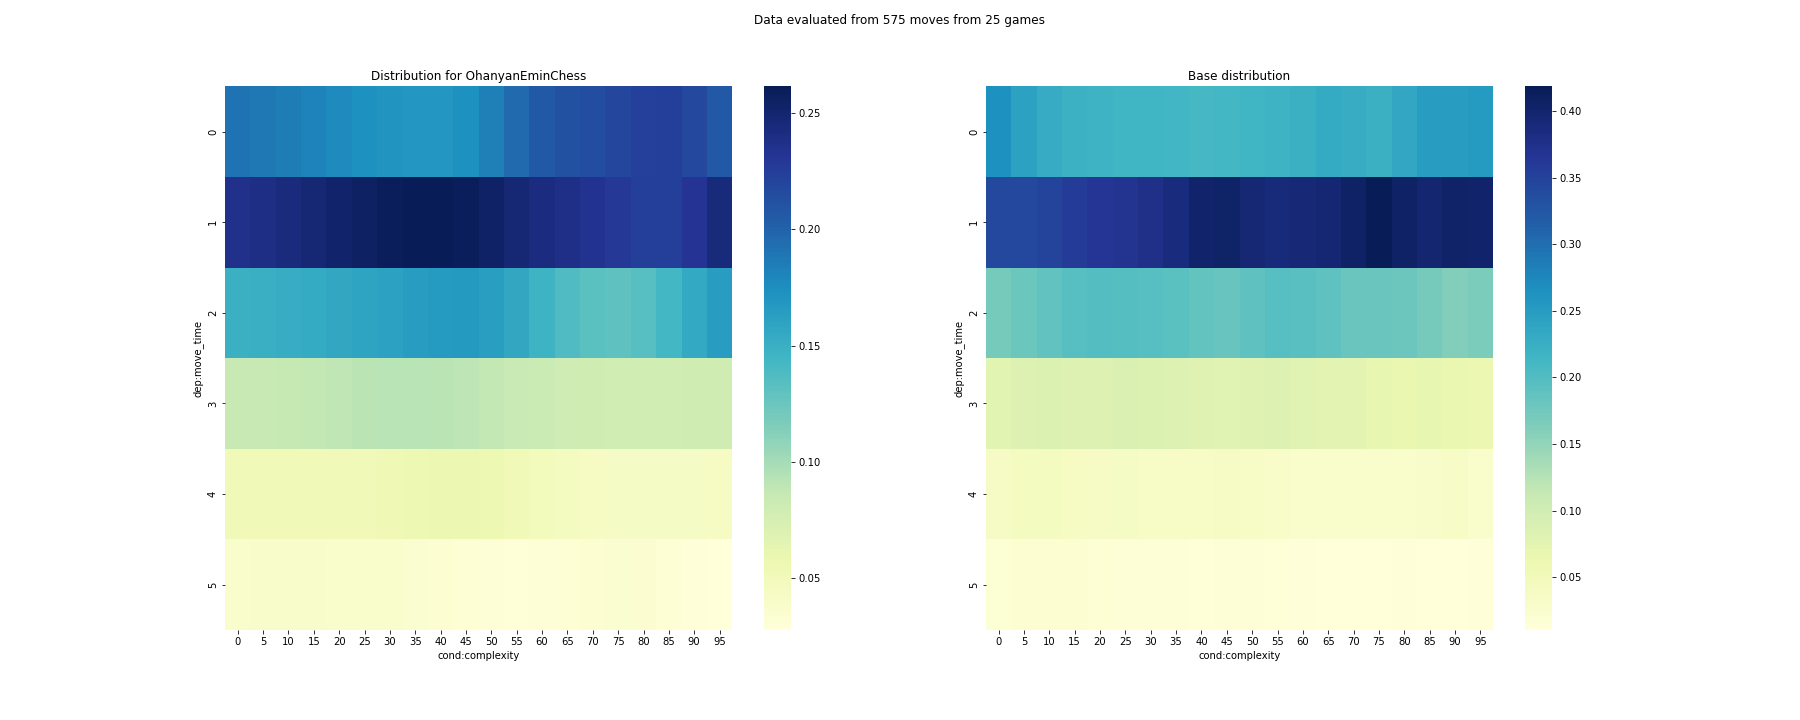 Data evaluated from 575 moves from 25 games
Distribution for OhanyanEminChess
0
1
2
3
4
5
dep:move_time
0 5 10 15 20 25 30 35 40 45 50 55 60 65 70 75 80 85 90 95
cond:complexity
0.25
0.20
0.15
0.10
0.05
Base distribution
0
1
2
3
4
5
dep:move_time
0 5 10 15 20 25 30 35 40 45 50 55 60 65 70 75 80 85 90 95
cond:complexity
0.40
0.35
0.30
0.25
0.20
0.15
0.10
0.05